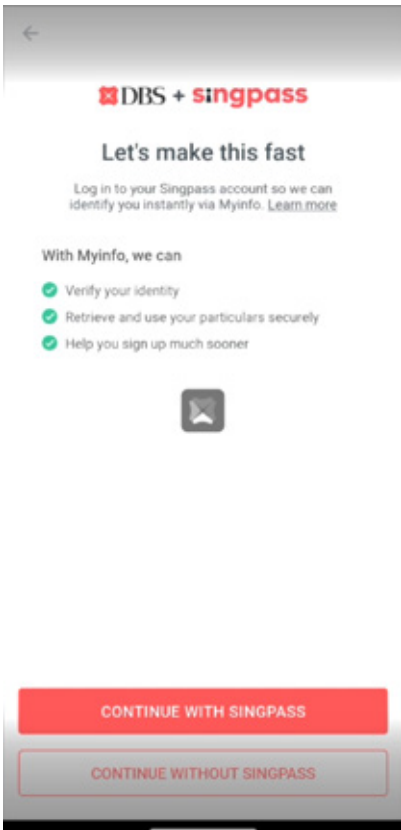 DBS + singpass
Let's make this fast
Log in to your Singpass account so we can
identify you instantly via Myinfo. Learn more
With Myinfo, we can
Verify your identity
Retrieve and use your particulars securely
Help you sign up much sooner
CONTINUE WITH SINGPASS
CONTINUE WITHOUT SINGPASS